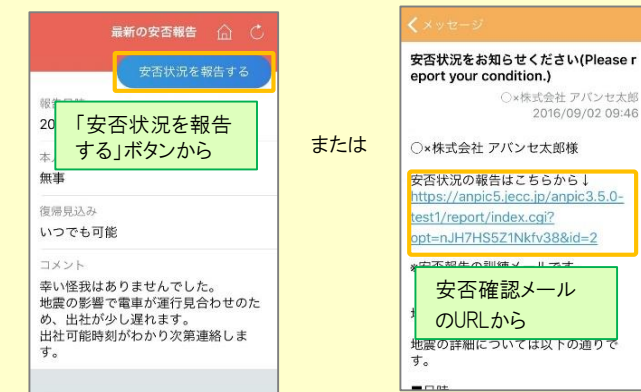 最新の安否報告
安否状況を報告する
「安否状況を報告
する」ボタンから
20
無事
復帰見込み
いつでも可能
コメント
幸い怪我はありませんでした。
地震の影響で電車が運行見合わせのた
め、出社が少し遅れます。
出社可能時刻がわかり次第連絡しま
す。
または
メッセージ
安否状況をお知らせください(Please r
eport your condition.)
○×株式会社 アバンセ太郎
2016/09/02 09:46
○×株式会社 アバンセ太郎様
安否状況の報告はこちらから↓
https://anpic5.jecc.jp/anpic3.5.0-
test1/report/index.cgi?
opt=nJH7HS5Z1Nkfv38&id=2
※安否報告の訓練メールです
安否確認メール
のURLから
地震の詳細については以下の通りで
す。